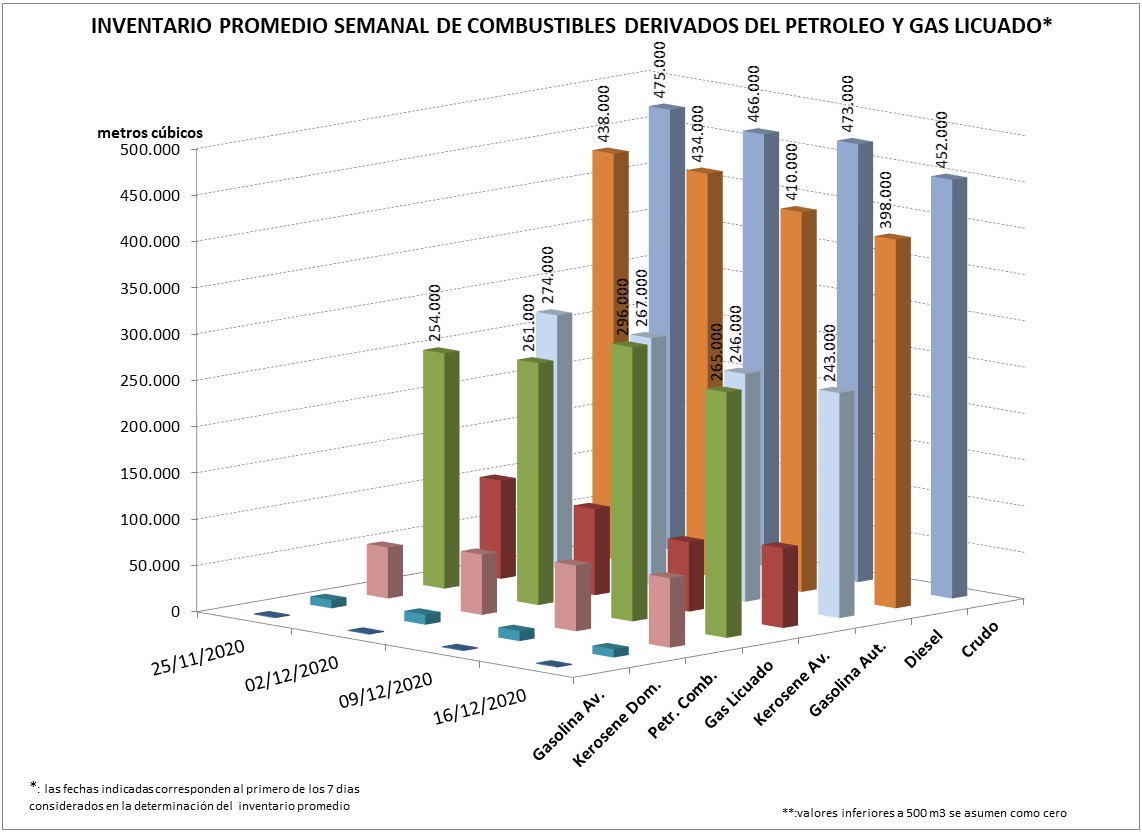 INVENTARIO PROMEDIO SEMANAL DE COMBUSTIBLES DERIVADOS DEL PETROLEO Y GAS LICUADO*
metros cúbicos
500.000
450.000
400.000
350.000
300.000
250.000
200.000
150.000
100.000
50.000
0
254.000
261.000
296.000
265.000
274.000
267.000
246.000
243.000
438.000
434.000
410.000
398.000
475.000
466.000
473.000
452.000
25/11/2020
02/12/2020
09/12/2020
16/12/2020
Gasolina Av.
Kerosene Dom.
Petr. Comb.
Gas Licuado
Kerosene Av.
Gasolina Aut.
Diesel
Crudo
*: las fechas indicadas corresponden al primero de los 7 dias
considerados en la determinación del inventario promedio
**:valores inferiores a 500 m3 se asumen como cero